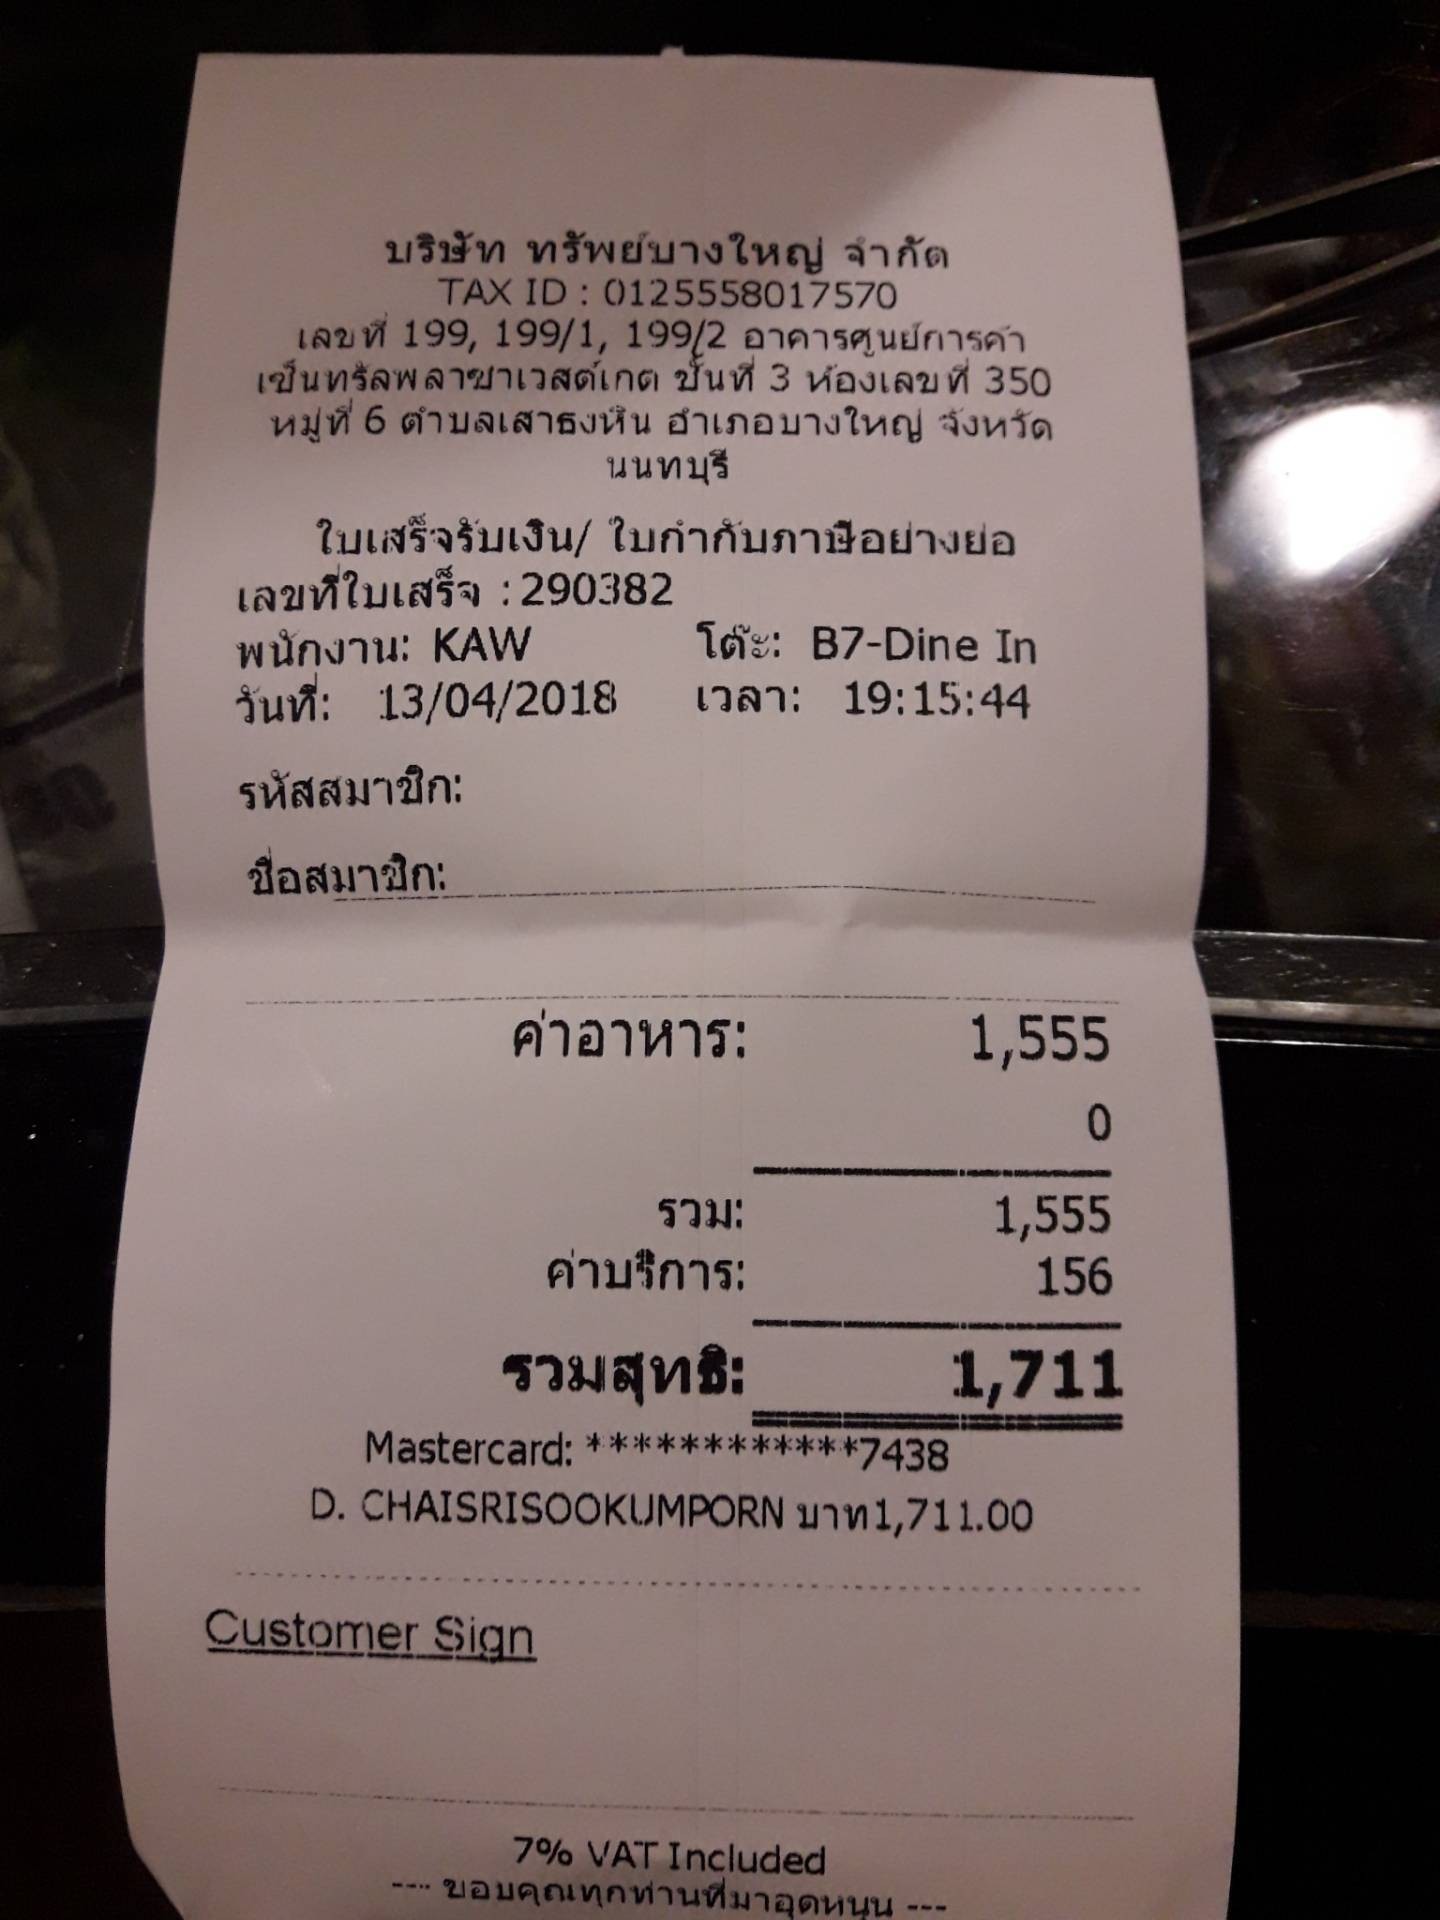 บริษัท ทรัพย์บางใหญ่ จำกัด
TAX ID : 0125558017570
เลขที่ 199, 199/1, 199/2 อาคารศูนย์การค้า
เซ็นทรัลพลาซาเวสต์เกต ชั้นที่ 3 ห้องเลขที่ 350
หมู่ที่ 6 ตำบลเสาธงหิน อำเภอบางใหญ่ จังหวัด
นนทบุรี
ใบเสร็จรับเงิน/ ใบกำกับภาษีอย่างย่อ
เลขที่ใบเสร็จ : 290382
พนักงาน: KAW โต๊ะ: B7-Dine In
วันที่: 13/04/2018 เวลา: 19:15:44
รหัสสมาชิก:
ชื่อสมาชิก:
ค่าอาหาร: 1,555
0
รวม: 1,555
ค่าบริการ: 156
รวมสุทธิ: 1,711
Mastercard: ************7438
D. CHAISRISOOKUMPORN บาท1,711.00
Customer Sign
7% VAT Included
--- ขอบคุณทุกท่านที่มาอุดหนุน ---